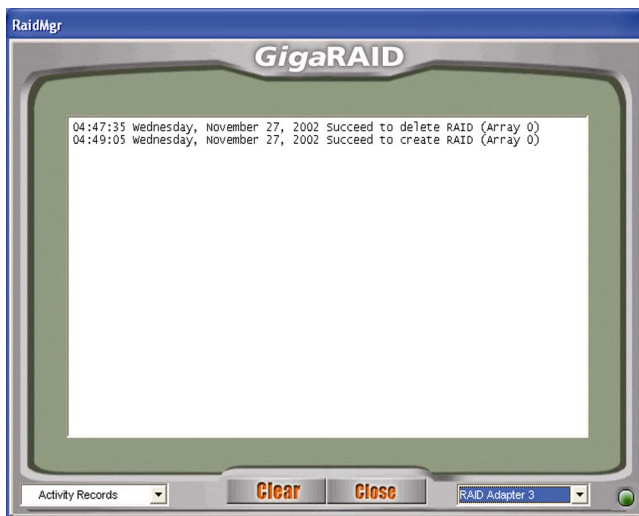 RaidMgr
GigaRAID
04:47:35 Wednesday, November 27, 2002 Succeed to delete RAID (Array 0)
04:49:05 Wednesday, November 27, 2002 Succeed to create RAID (Array 0)
Activity Records
Clear
Close
RAID Adapter 3